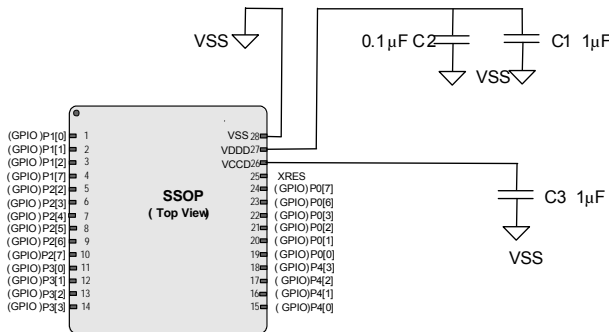 VSS
0.1 µF C2
C1 1µF
VSS
(GPIO)P1[0] 1
(GPIO)P1[1] 2
(GPIO)P1[2] 3
(GPIO)P1[7] 4
(GPIO)P2[2] 5
(GPIO)P2[3] 6
(GPIO)P2[4] 7
(GPIO)P2[5] 8
(GPIO)P2[6] 9
(GPIO)P2[7] 10
(GPIO)P3[0] 11
(GPIO)P3[1] 12
(GPIO)P3[2] 13
(GPIO)P3[3] 14
SSOP
(Top View)
VSS 28
VDDD 27
VCCD 26
25 XRES
24 (GPIO)P0[7]
23 (GPIO)P0[6]
22 (GPIO)P0[3]
21 (GPIO)P0[2]
20 (GPIO)P0[1]
19 (GPIO)P0[0]
18 (GPIO)P4[3]
17 (GPIO)P4[2]
16 (GPIO)P4[1]
15 (GPIO)P4[0]
C3 1µF
VSS